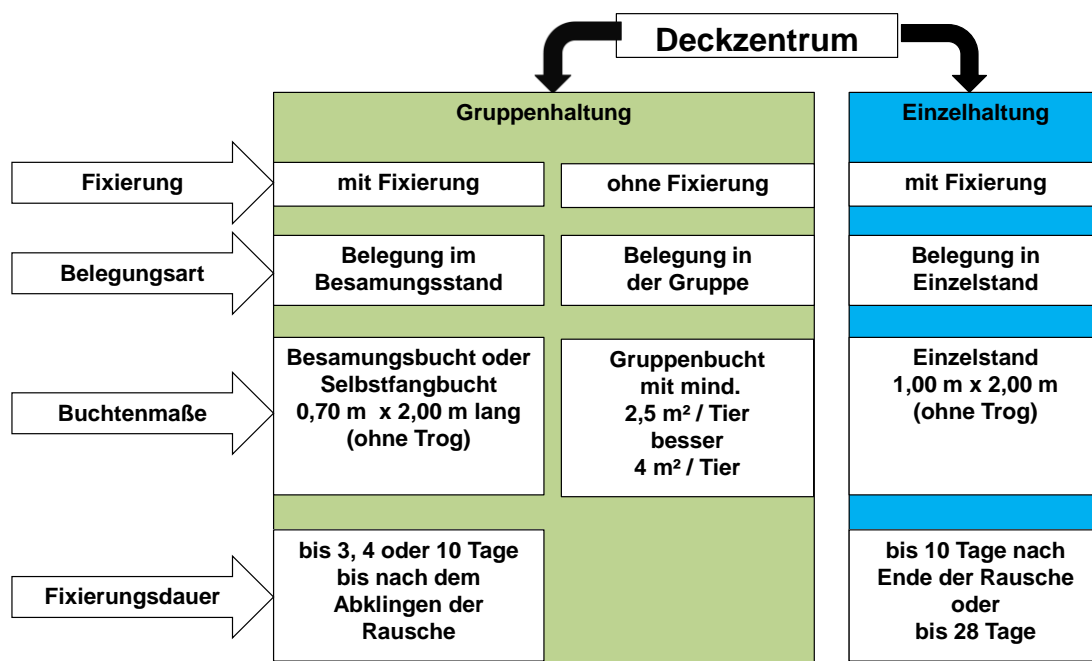 Deckzentrum
Gruppenhaltung
Einzelhaltung
Fixierung
mit Fixierung
ohne Fixierung
mit Fixierung
Belegungsart
Belegung im
Besamungsstand
Belegung in
der Gruppe
Belegung in
Einzelstand
Buchtenmaße
Besamungsbucht oder
Selbstfangbucht
0,70 m x 2,00 m lang
(ohne Trog)
Gruppenbucht
mit mind.
2,5 m² / Tier
besser
4 m² / Tier
Einzelstand
1,00 m x 2,00 m
(ohne Trog)
Fixierungsdauer
bis 3, 4 oder 10 Tage
bis nach dem
Abklingen der
Rausche
bis 10 Tage nach
Ende der Rausche
oder
bis 28 Tage